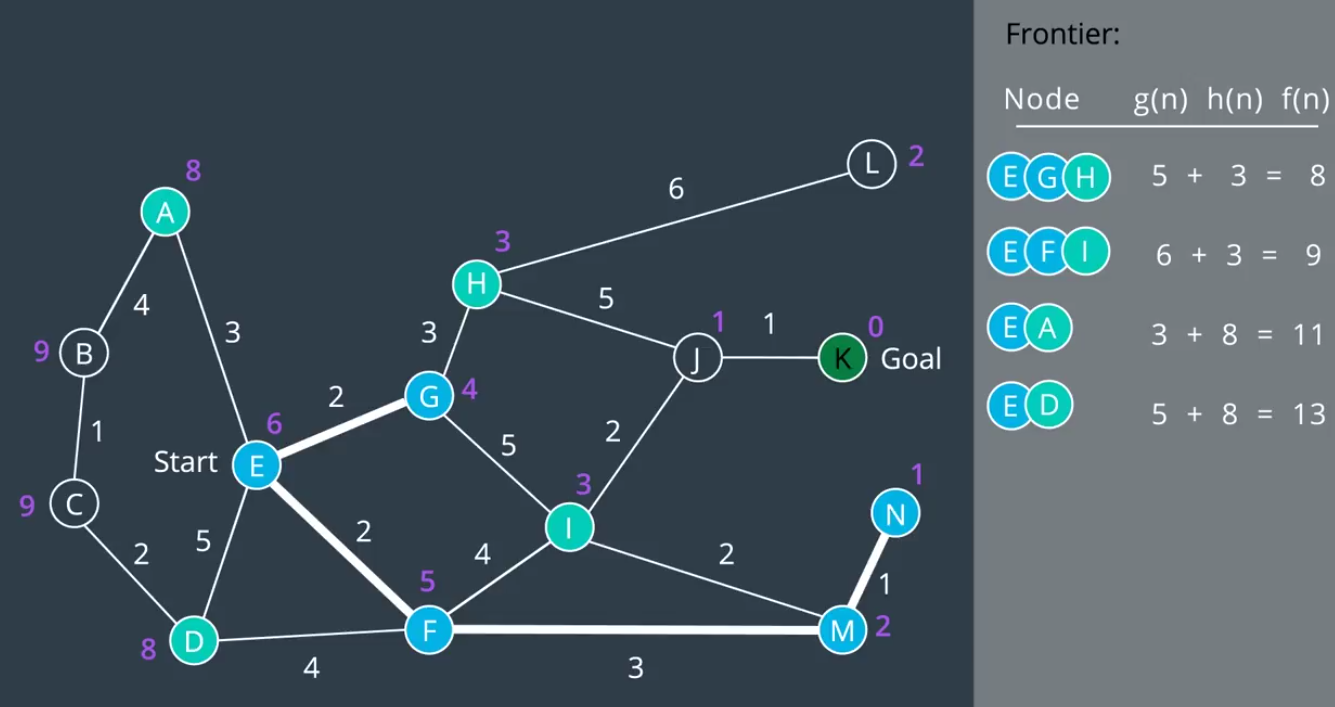 Frontier:
Node g(n) h(n) f(n)
E G H 5 + 3 = 8
E F I 6 + 3 = 9
E A 3 + 8 = 11
E D 5 + 8 = 13
8
A
L 2
6
3
H
4
3
5
9 B
3
1
1
0
J
K Goal
2
G 4
1
6
5
2
Start E
3
1
9 C
I
N
2
5
2
4
2
1
5
8 D
F
M 2
4
3